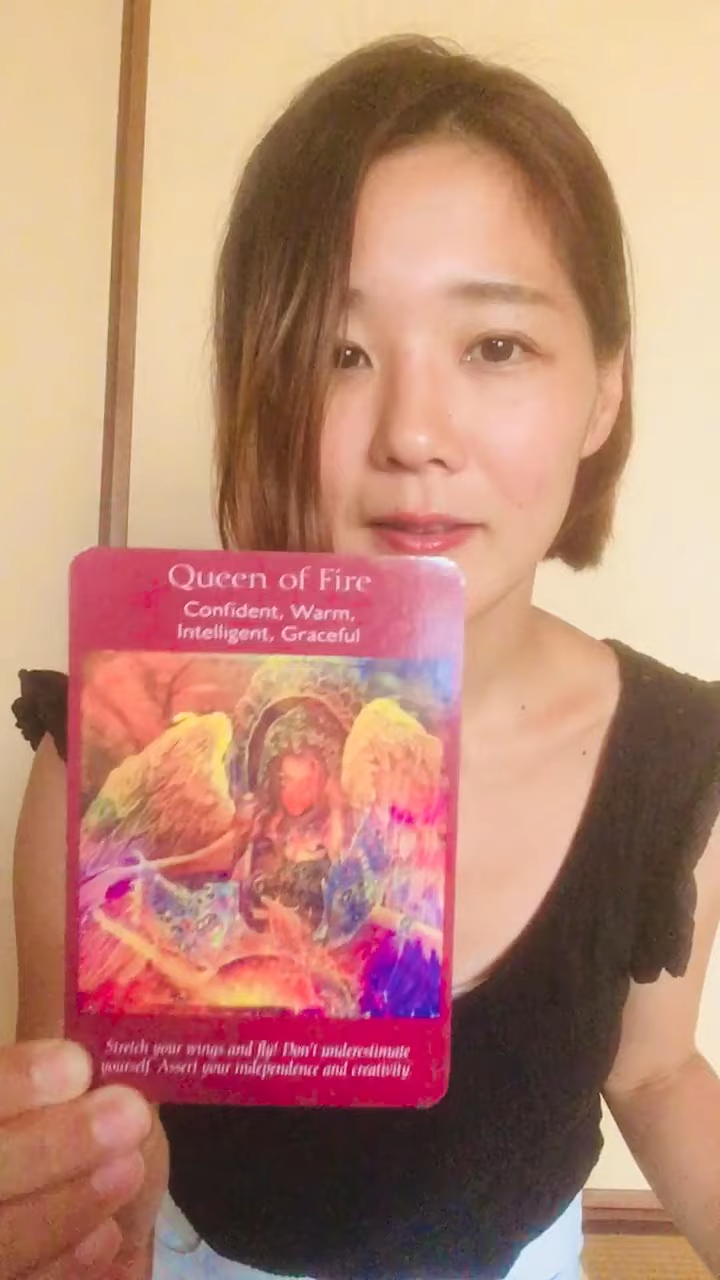 Queen of Fire
Confident, Warm,
Intelligent, Graceful
Stretch your wings and fly! Don't underestimate
yourself. Assert your independence and creativity.